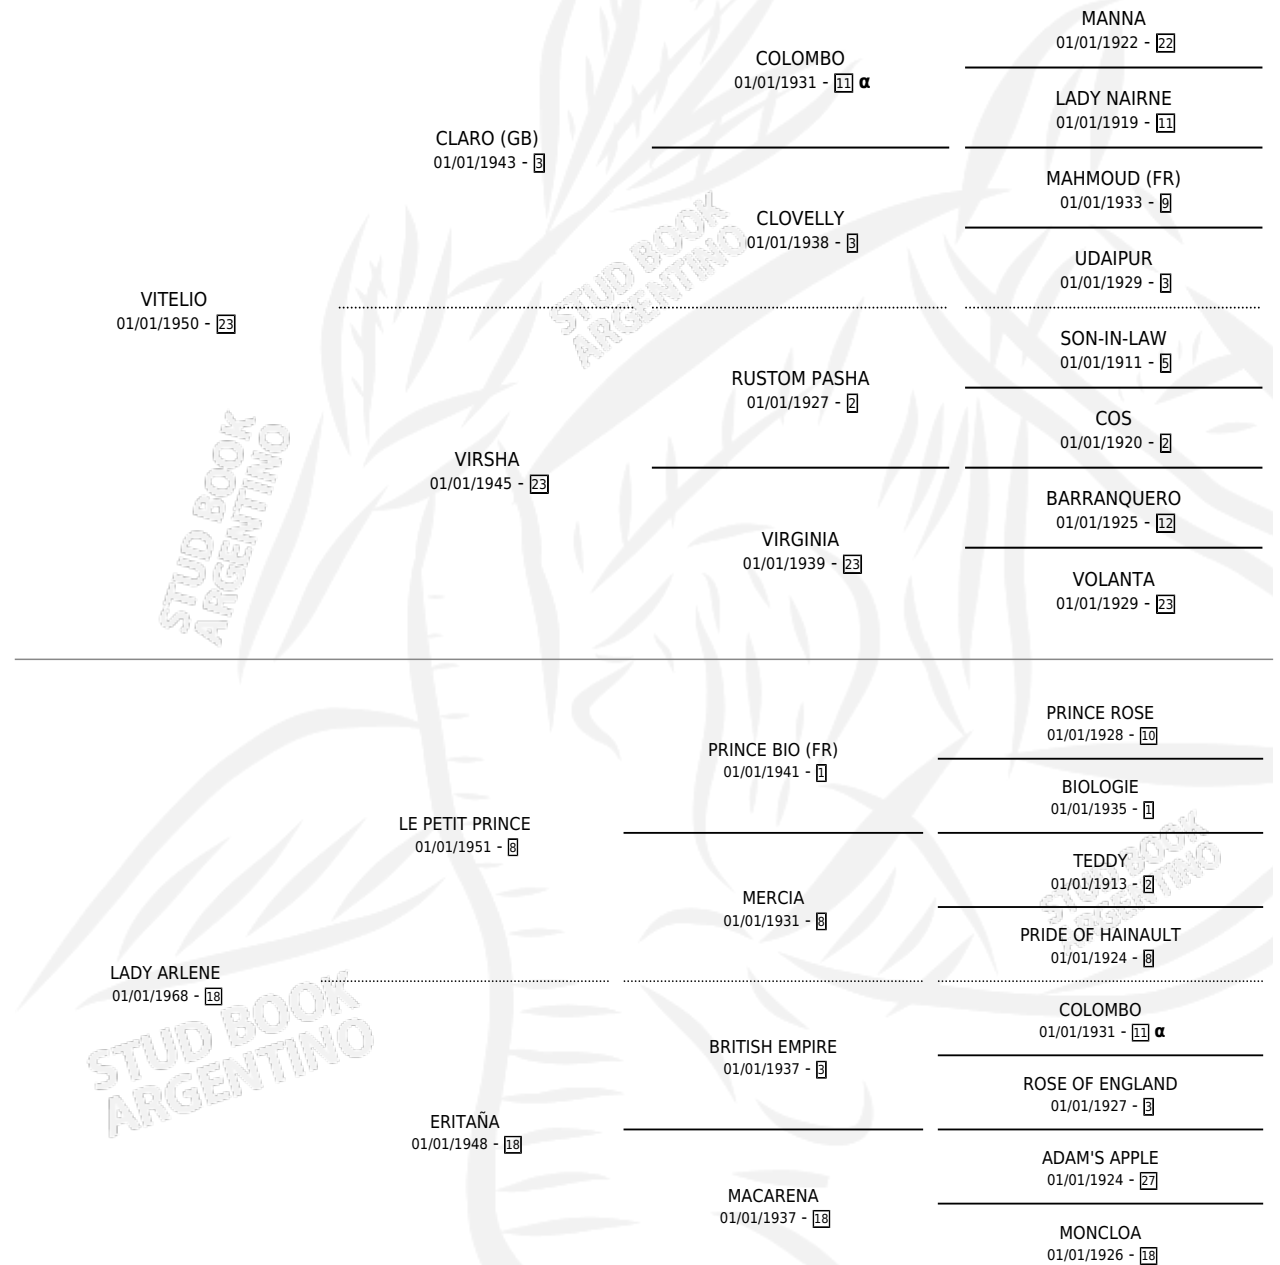 MANNA
01/01/1922 - 22
COLOMBO
01/01/1931 - 11 α
LADY NAIRNE
01/01/1919 - 11
CLARO (GB)
01/01/1943 - 3
MAHMOUD (FR)
01/01/1933 - 9
CLOVELLY
01/01/1938 - 3
UDAIPUR
01/01/1929 - 3
VITELIO
01/01/1950 - 23
SON-IN-LAW
01/01/1911 - 5
RUSTOM PASHA
01/01/1927 - 2
COS
01/01/1920 - 2
VIRSHA
01/01/1945 - 23
BARRANQUERO
01/01/1925 - 12
VIRGINIA
01/01/1939 - 23
VOLANTA
01/01/1929 - 23
PRINCE ROSE
01/01/1928 - 10
PRINCE BIO (FR)
01/01/1941 - 1
BIOLOGIE
01/01/1935 - 1
LE PETIT PRINCE
01/01/1951 - 8
TEDDY
01/01/1913 - 2
MERCIA
01/01/1931 - 8
PRIDE OF HAINAULT
01/01/1924 - 8
LADY ARLENE
01/01/1968 - 18
COLOMBO
01/01/1931 - 11 α
BRITISH EMPIRE
01/01/1937 - 3
ROSE OF ENGLAND
01/01/1927 - 3
ERITAÑA
01/01/1948 - 18
ADAM'S APPLE
01/01/1924 - 27
MACARENA
01/01/1937 - 18
MONCLOA
01/01/1926 - 18
STUD BOOK
ARGENTINO
STUD BOOK
ARGENTINO
STUD BOOK
ARGENTINO
STUD BOOK
ARGENTINO